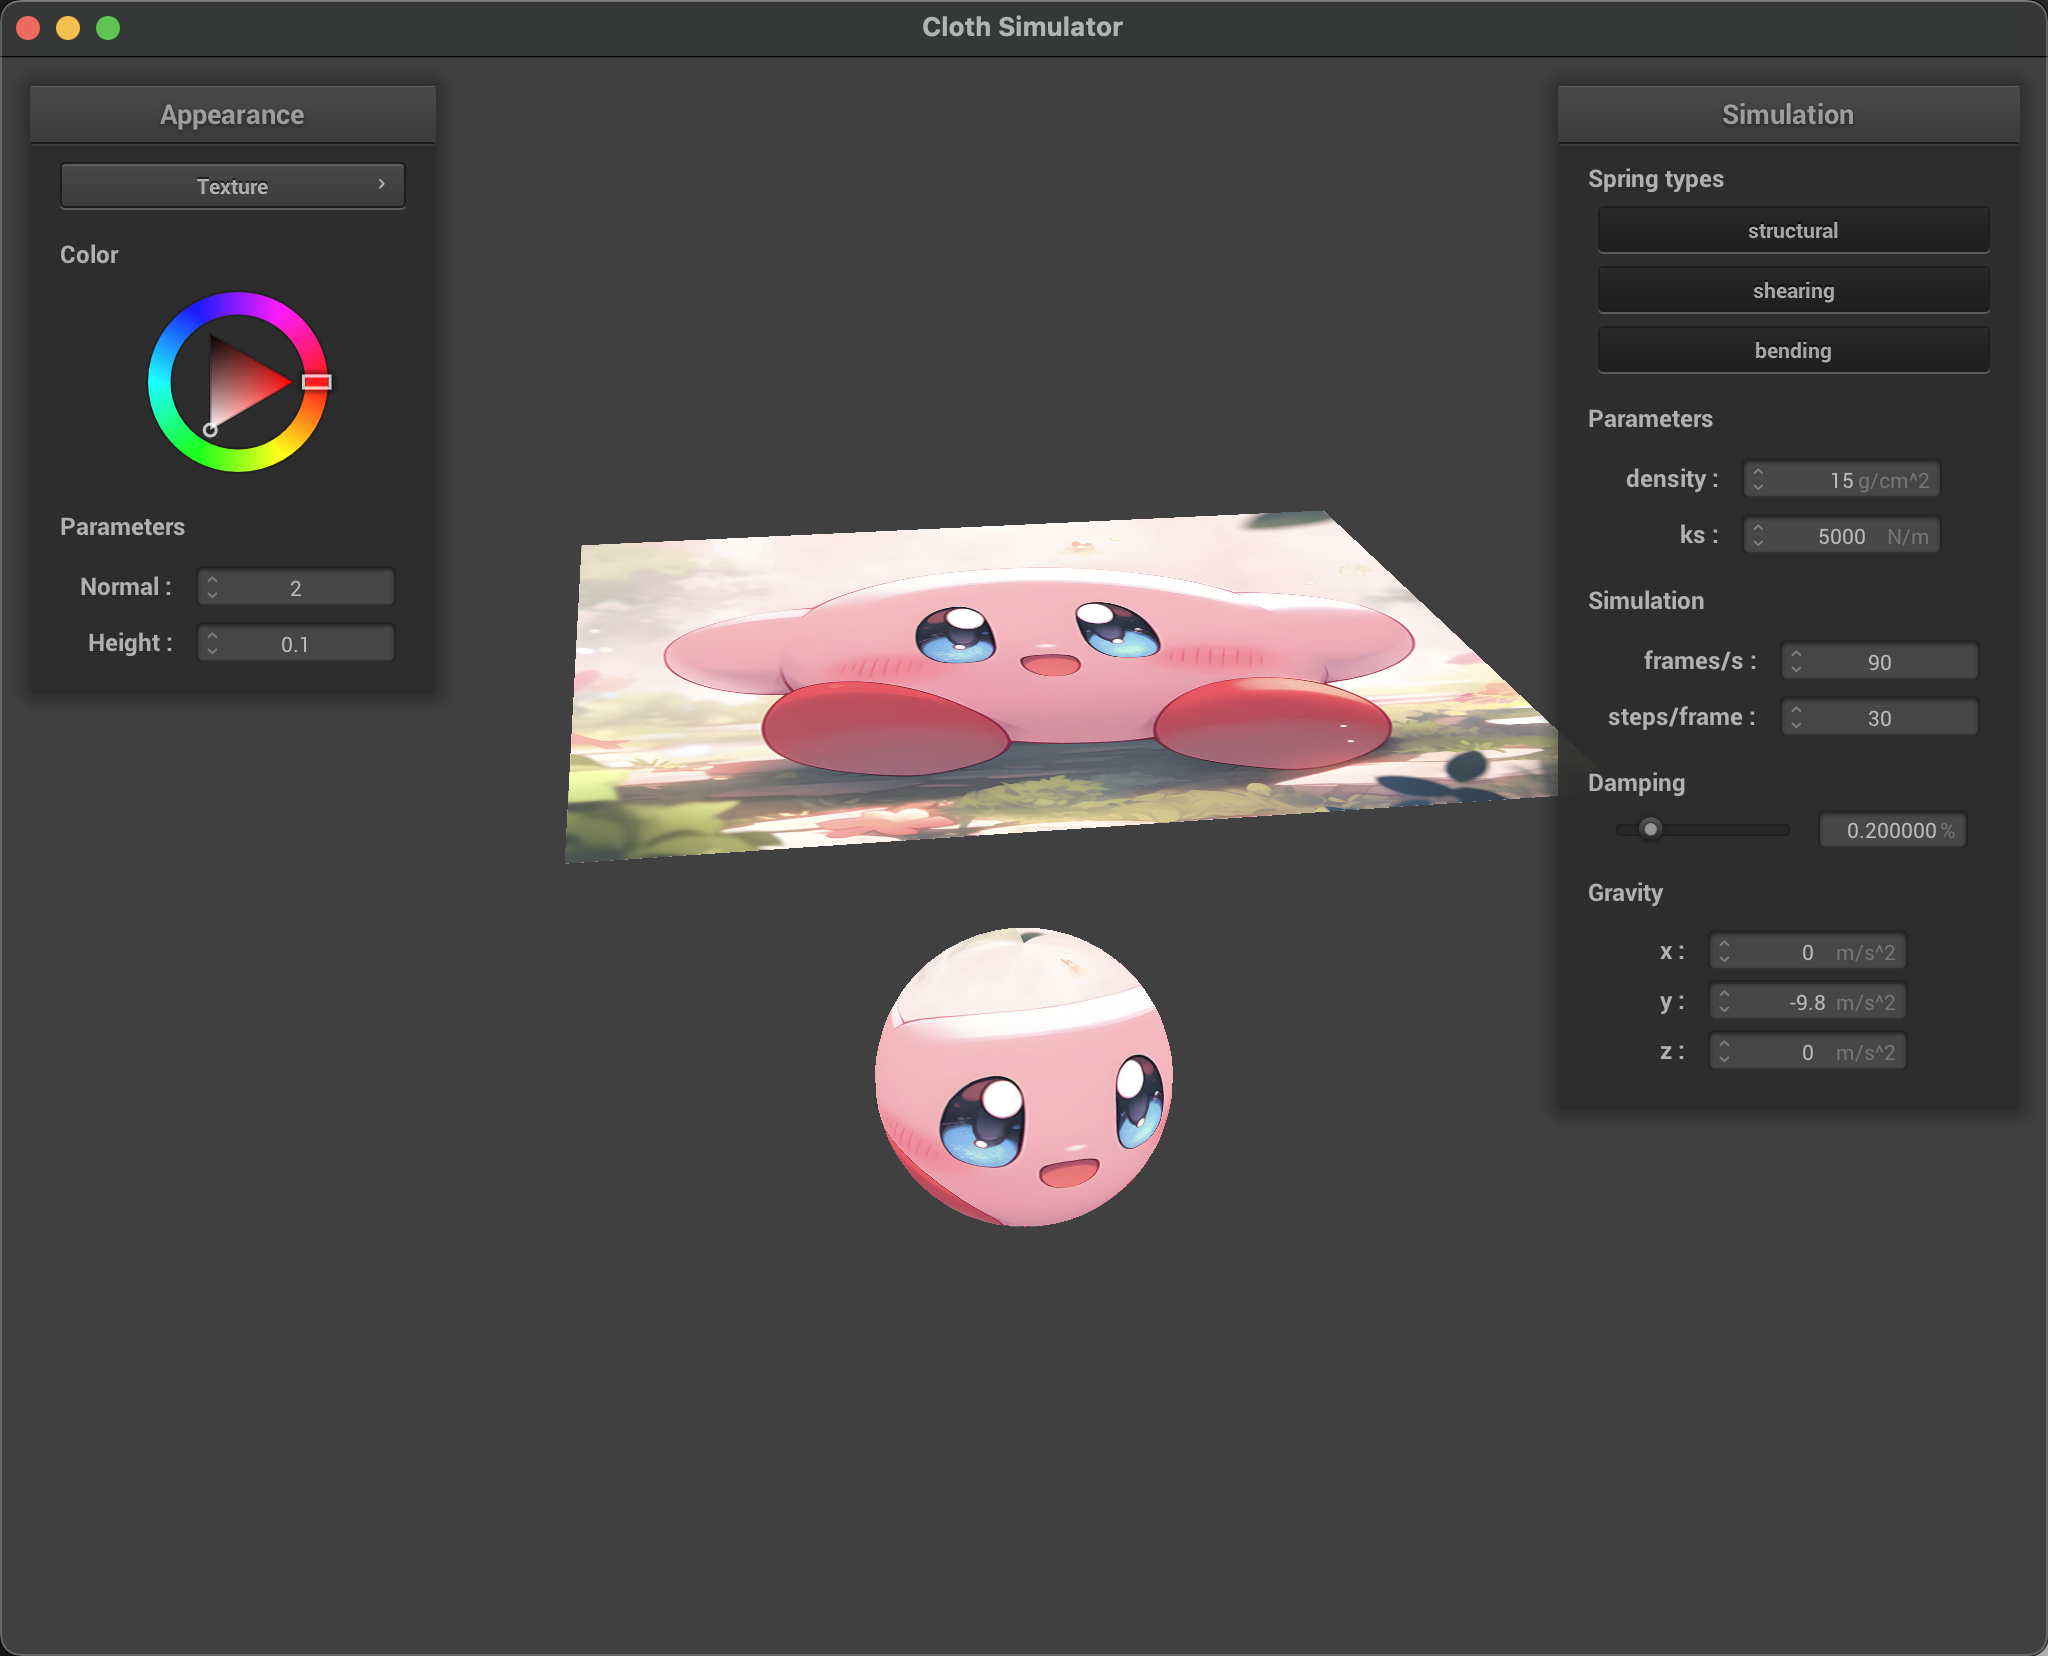 Cloth Simulator
Appearance
Texture
Color
Parameters
Normal : 2
Height : 0.1
Simulation
Spring types
structural
shearing
bending
Parameters
density : 15 g/cm^2
ks : 5000 N/m
Simulation
frames/s : 90
steps/frame : 30
Damping
0.200000 %
Gravity
x : 0 m/s^2
y : -9.8 m/s^2
z : 0 m/s^2